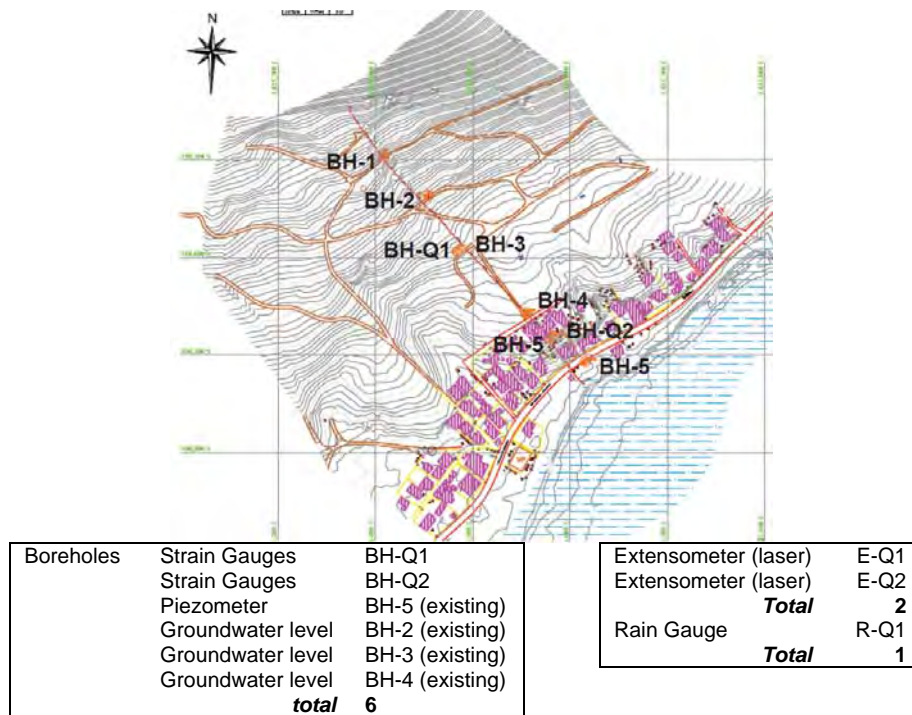 N
BH-1
BH-2
BH-Q1 BH-3
BH-4
BH-5 BH-Q2
BH-5
Boreholes Strain Gauges BH-Q1
Strain Gauges BH-Q2
Piezometer BH-5 (existing)
Groundwater level BH-2 (existing)
Groundwater level BH-3 (existing)
Groundwater level BH-4 (existing)
total 6
Extensometer (laser) E-Q1
Extensometer (laser) E-Q2
Total 2
Rain Gauge R-Q1
Total 1